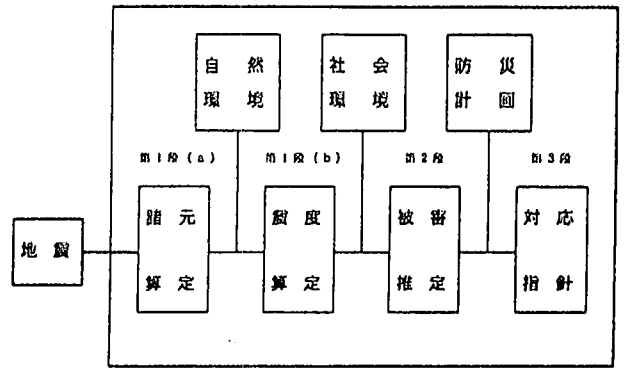 自然 社会 防災
環境 環境 計画
第1段(a) 第1段(b) 第2段 第3段
諸元 震度 被害 対応
地震
算定 算定 推定 指針